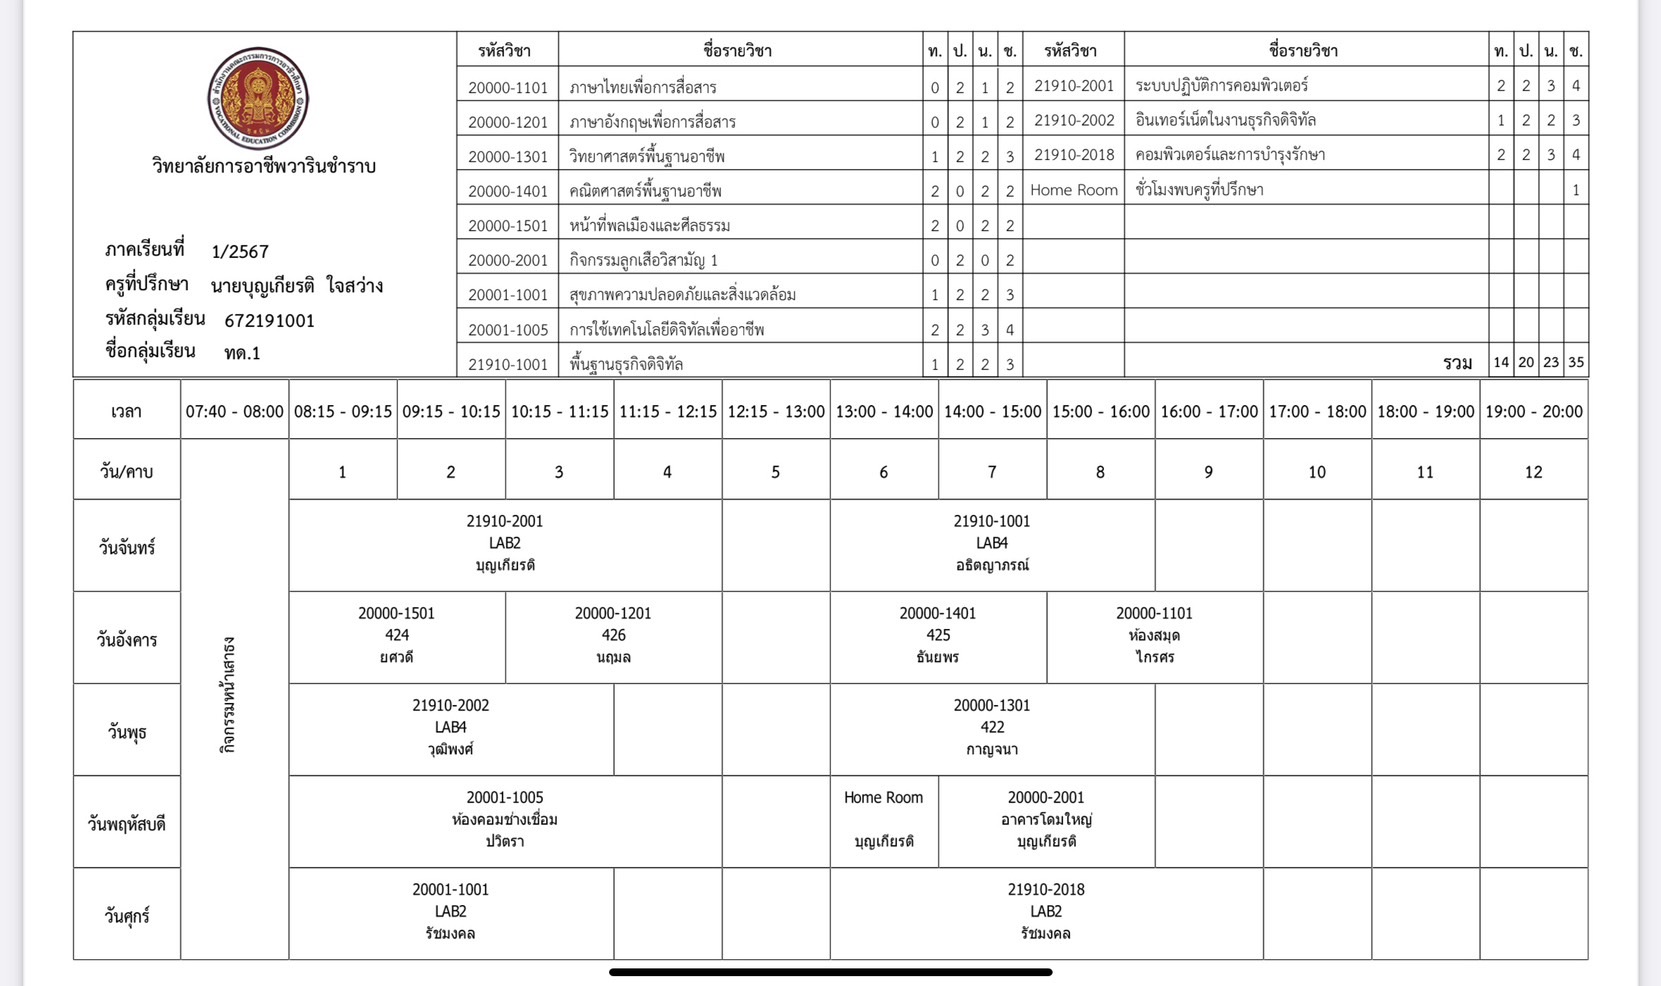 สำนักงานคณะกรรมการการอาชีวศึกษา
VOCATIONAL EDUCATION COMMISSION
วิทยาลัยการอาชีพวารินชำราบ
ภาคเรียนที่ 1/2567
ครูที่ปรึกษา นายบุญเกียรติ ใจสว่าง
รหัสกลุ่มเรียน 672191001
ชื่อกลุ่มเรียน ทด.1
รหัสวิชา ชื่อรายวิชา ท. ป. น. ช. รหัสวิชา ชื่อรายวิชา ท. ป. น. ช.
20000-1101 ภาษาไทยเพื่อการสื่อสาร 0 2 1 2 21910-2001 ระบบปฏิบัติการคอมพิวเตอร์ 2 2 3 4
20000-1201 ภาษาอังกฤษเพื่อการสื่อสาร 0 2 1 2 21910-2002 อินเทอร์เน็ตในงานธุรกิจดิจิทัล 1 2 2 3
20000-1301 วิทยาศาสตร์พื้นฐานอาชีพ 1 2 2 3 21910-2018 คอมพิวเตอร์และการบำรุงรักษา 2 2 3 4
20000-1401 คณิตศาสตร์พื้นฐานอาชีพ 2 0 2 2 Home Room ชั่วโมงพบครูที่ปรึกษา 1
20000-1501 หน้าที่พลเมืองและศีลธรรม 2 0 2 2
20000-2001 กิจกรรมลูกเสือวิสามัญ 1 0 2 0 2
20001-1001 สุขภาพความปลอดภัยและสิ่งแวดล้อม 1 2 2 3
20001-1005 การใช้เทคโนโลยีดิจิทัลเพื่ออาชีพ 2 2 3 4
21910-1001 พื้นฐานธุรกิจดิจิทัล 1 2 2 3 รวม 14 20 23 35
เวลา 07:40 - 08:00 08:15 - 09:15 09:15 - 10:15 10:15 - 11:15 11:15 - 12:15 12:15 - 13:00 13:00 - 14:00 14:00 - 15:00 15:00 - 16:00 16:00 - 17:00 17:00 - 18:00 18:00 - 19:00 19:00 - 20:00
วัน/คาบ 1 2 3 4 5 6 7 8 9 10 11 12
กิจกรรมหน้าเสาธง
วันจันทร์
21910-2001 21910-1001
LAB2 LAB4
บุญเกียรติ อธิตญาภรณ์
วันอังคาร
20000-1501 20000-1201 20000-1401 20000-1101
424 426 425 ห้องสมุด
ยศวดี นฤมล ธันยพร ไกรศร
วันพุธ
21910-2002 20000-1301
LAB4 422
วุฒิพงศ์ กาญจนา
วันพฤหัสบดี
20001-1005 Home Room 20000-2001
ห้องคอมช่างเชื่อม อาคารโดมใหญ่
ปวิตรา บุญเกียรติ บุญเกียรติ
วันศุกร์
20001-1001 21910-2018
LAB2 LAB2
รัชมงคล รัชมงคล